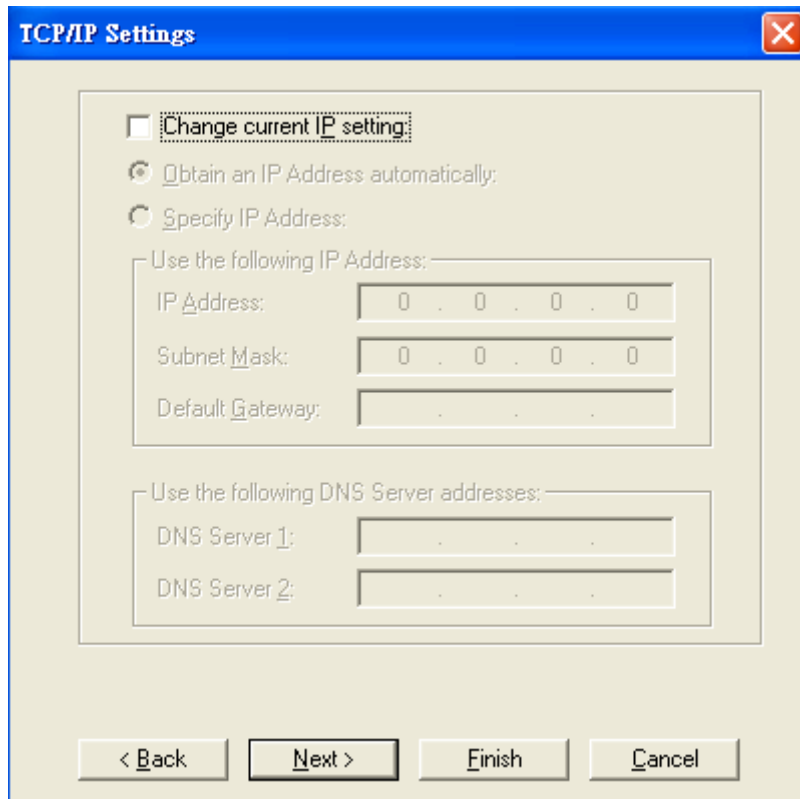 TCP/IP Settings
Change current IP setting:
Obtain an IP Address automatically:
Specify IP Address:
Use the following IP Address:
IP Address: 0 . 0 . 0 . 0
Subnet Mask: 0 . 0 . 0 . 0
Default Gateway: . . .
Use the following DNS Server addresses:
DNS Server 1: . . .
DNS Server 2: . . .
< Back Next > Finish Cancel